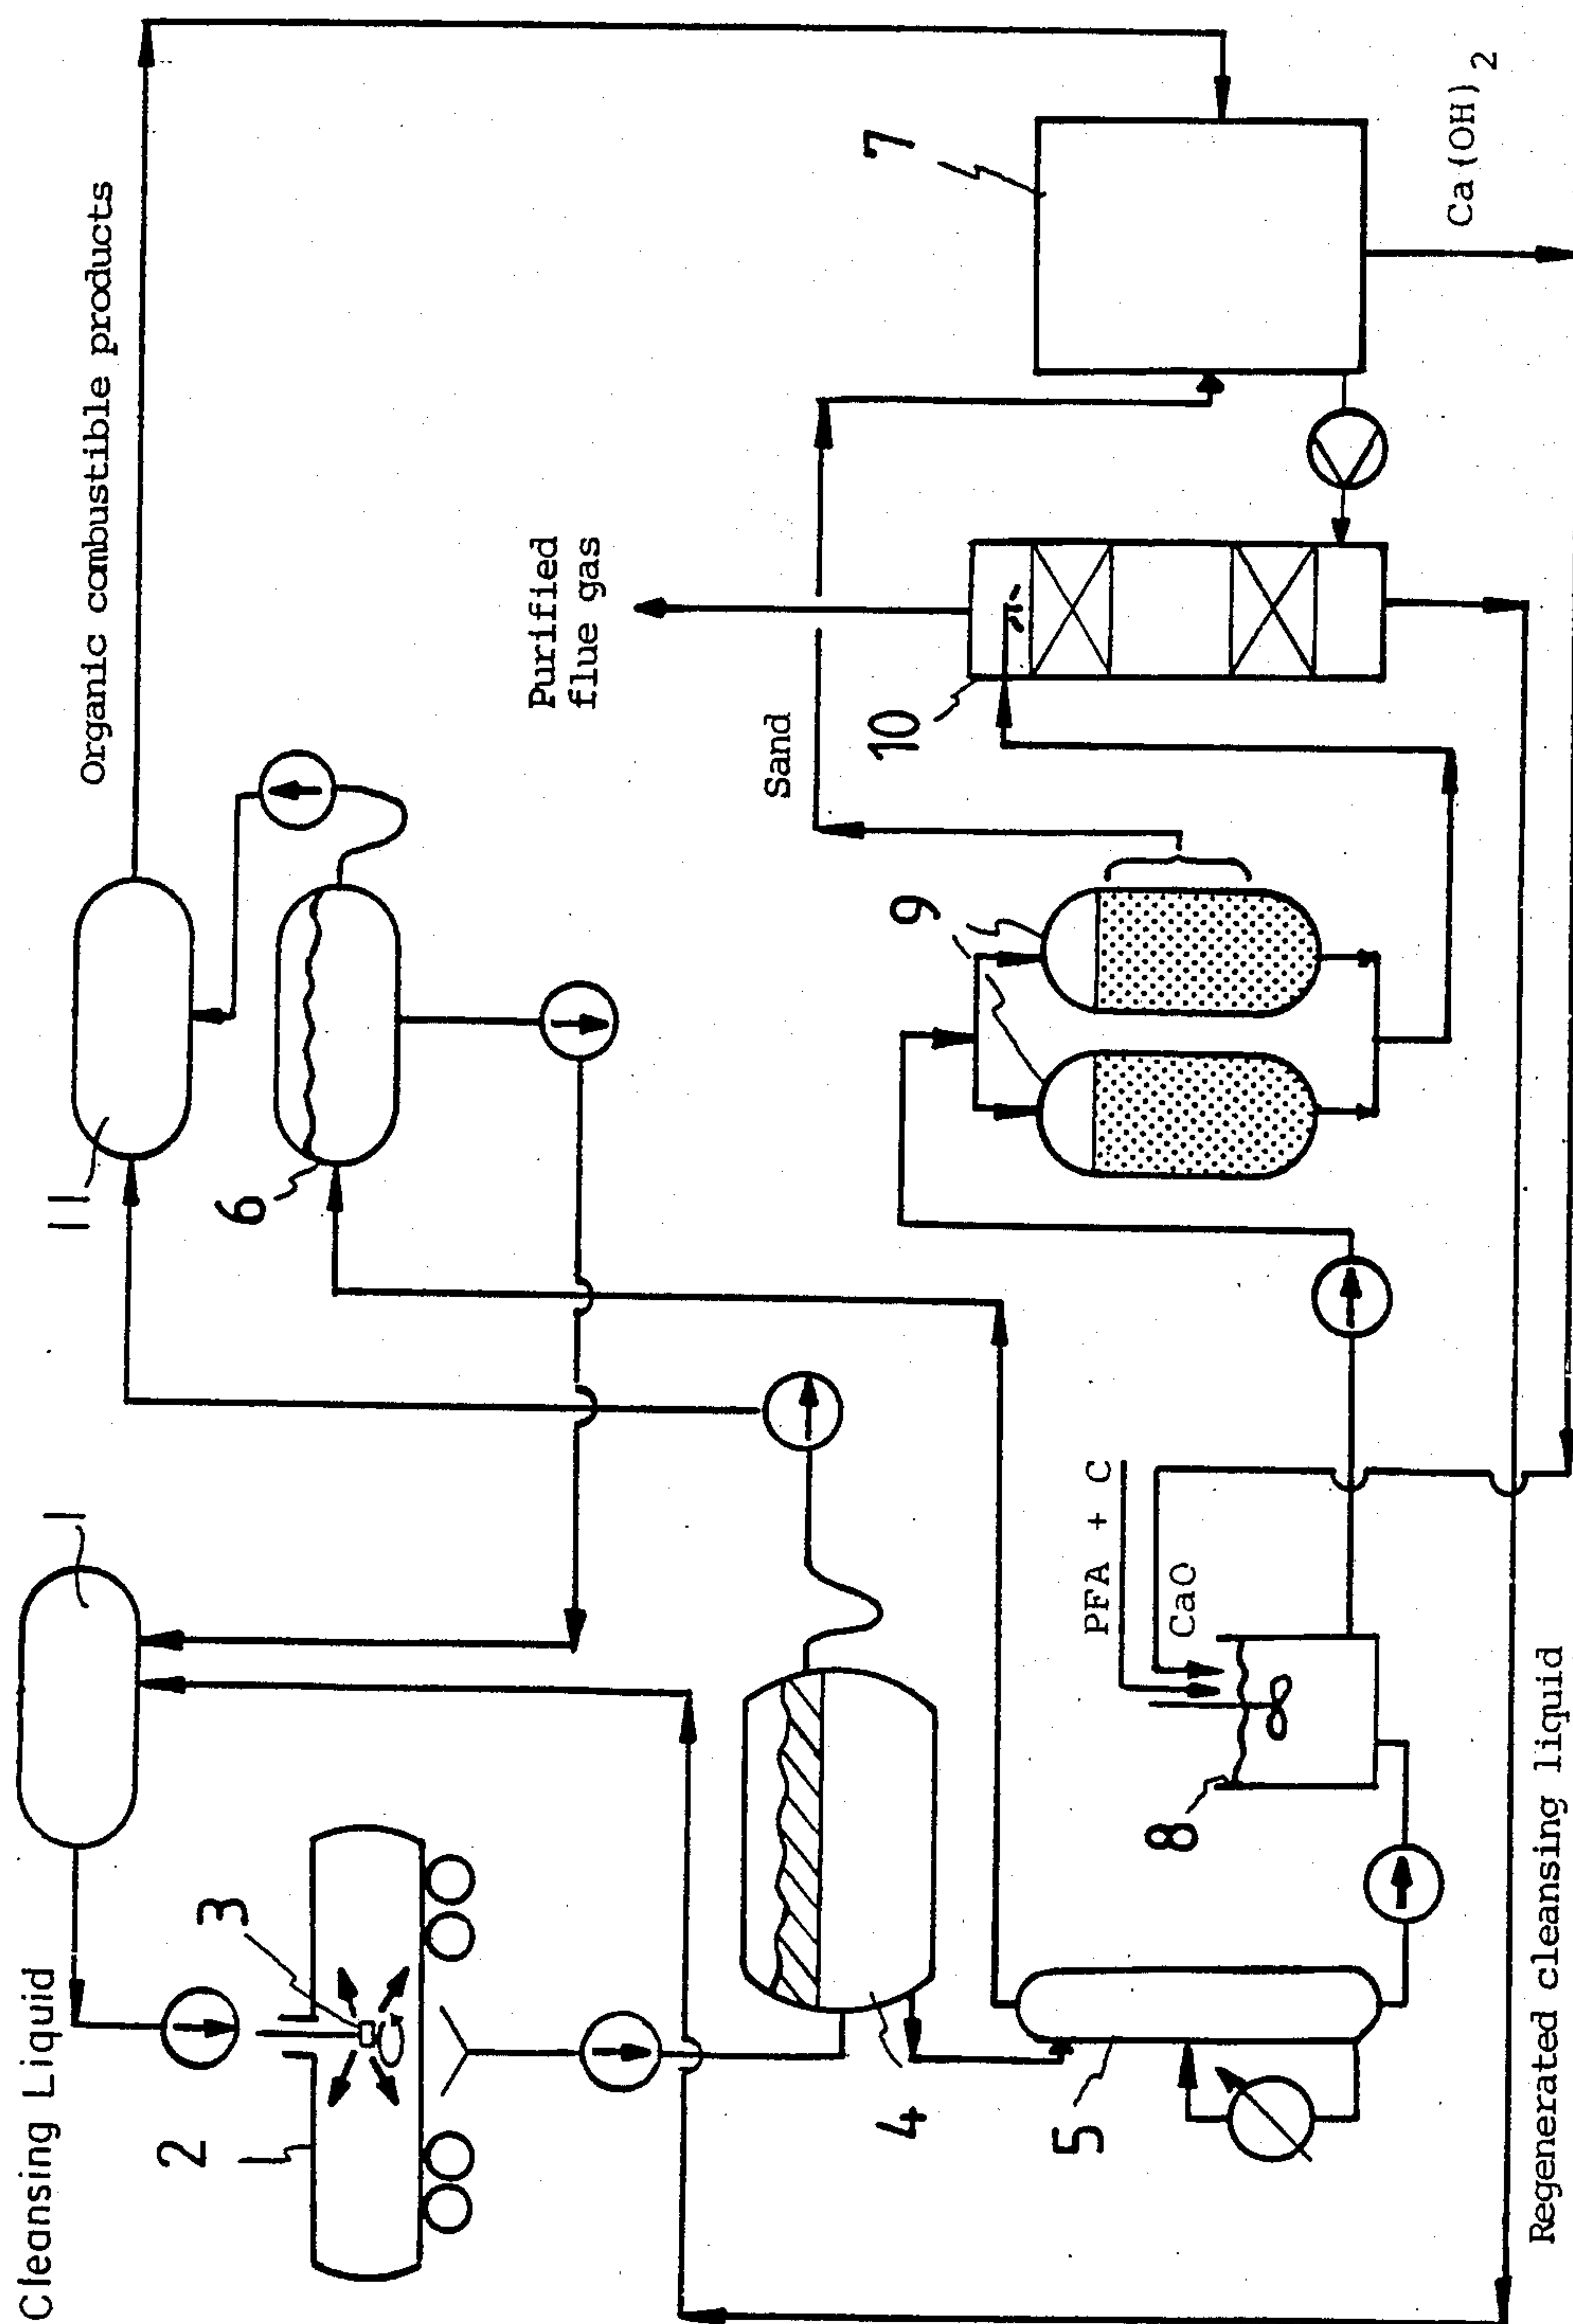 Cleansing Liquid
1
2
3
Organic combustible products
11
6
4
Purified
flue gas
Sand
7
10
9
5
8
PFA + C
CaO
Ca(OH)2
Regenerated cleansing liquid